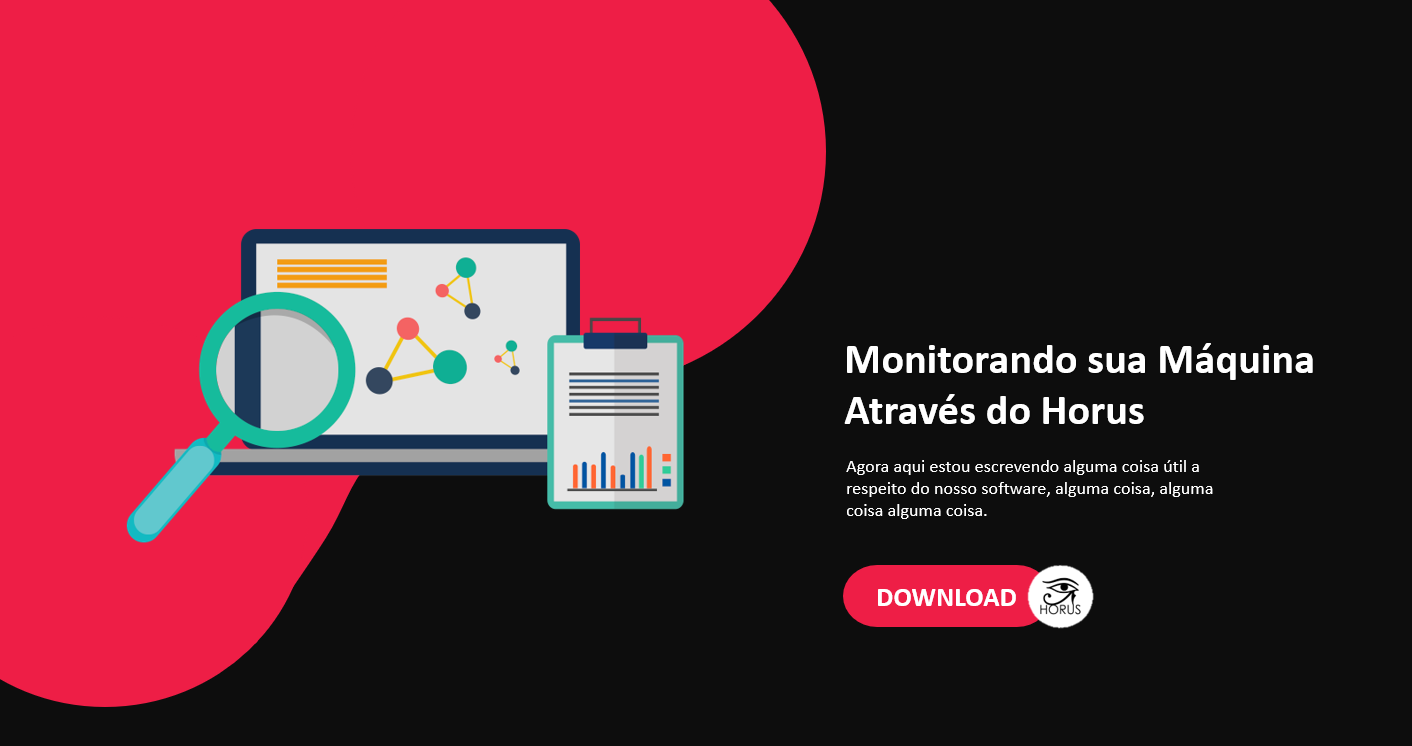 Monitorando sua Máquina
Através do Horus
Agora aqui estou escrevendo alguma coisa útil a
respeito do nosso software, alguma coisa, alguma
coisa alguma coisa.
DOWNLOAD
HORUS